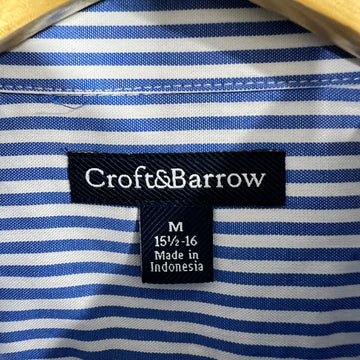 Croft&Barrow
M
15½-16
Made in
Indonesia